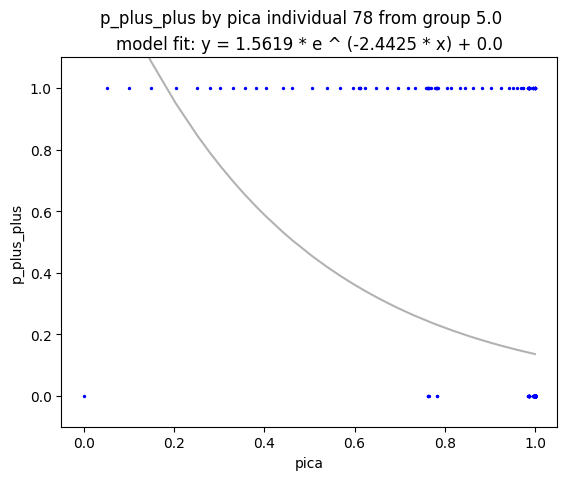 p_plus_plus by pica individual 78 from group 5.0
model fit: y = 1.5619 * e ^ (-2.4425 * x) + 0.0
1.0
0.8
0.6
0.4
0.2
0.0
p_plus_plus
0.0 0.2 0.4 0.6 0.8 1.0
pica